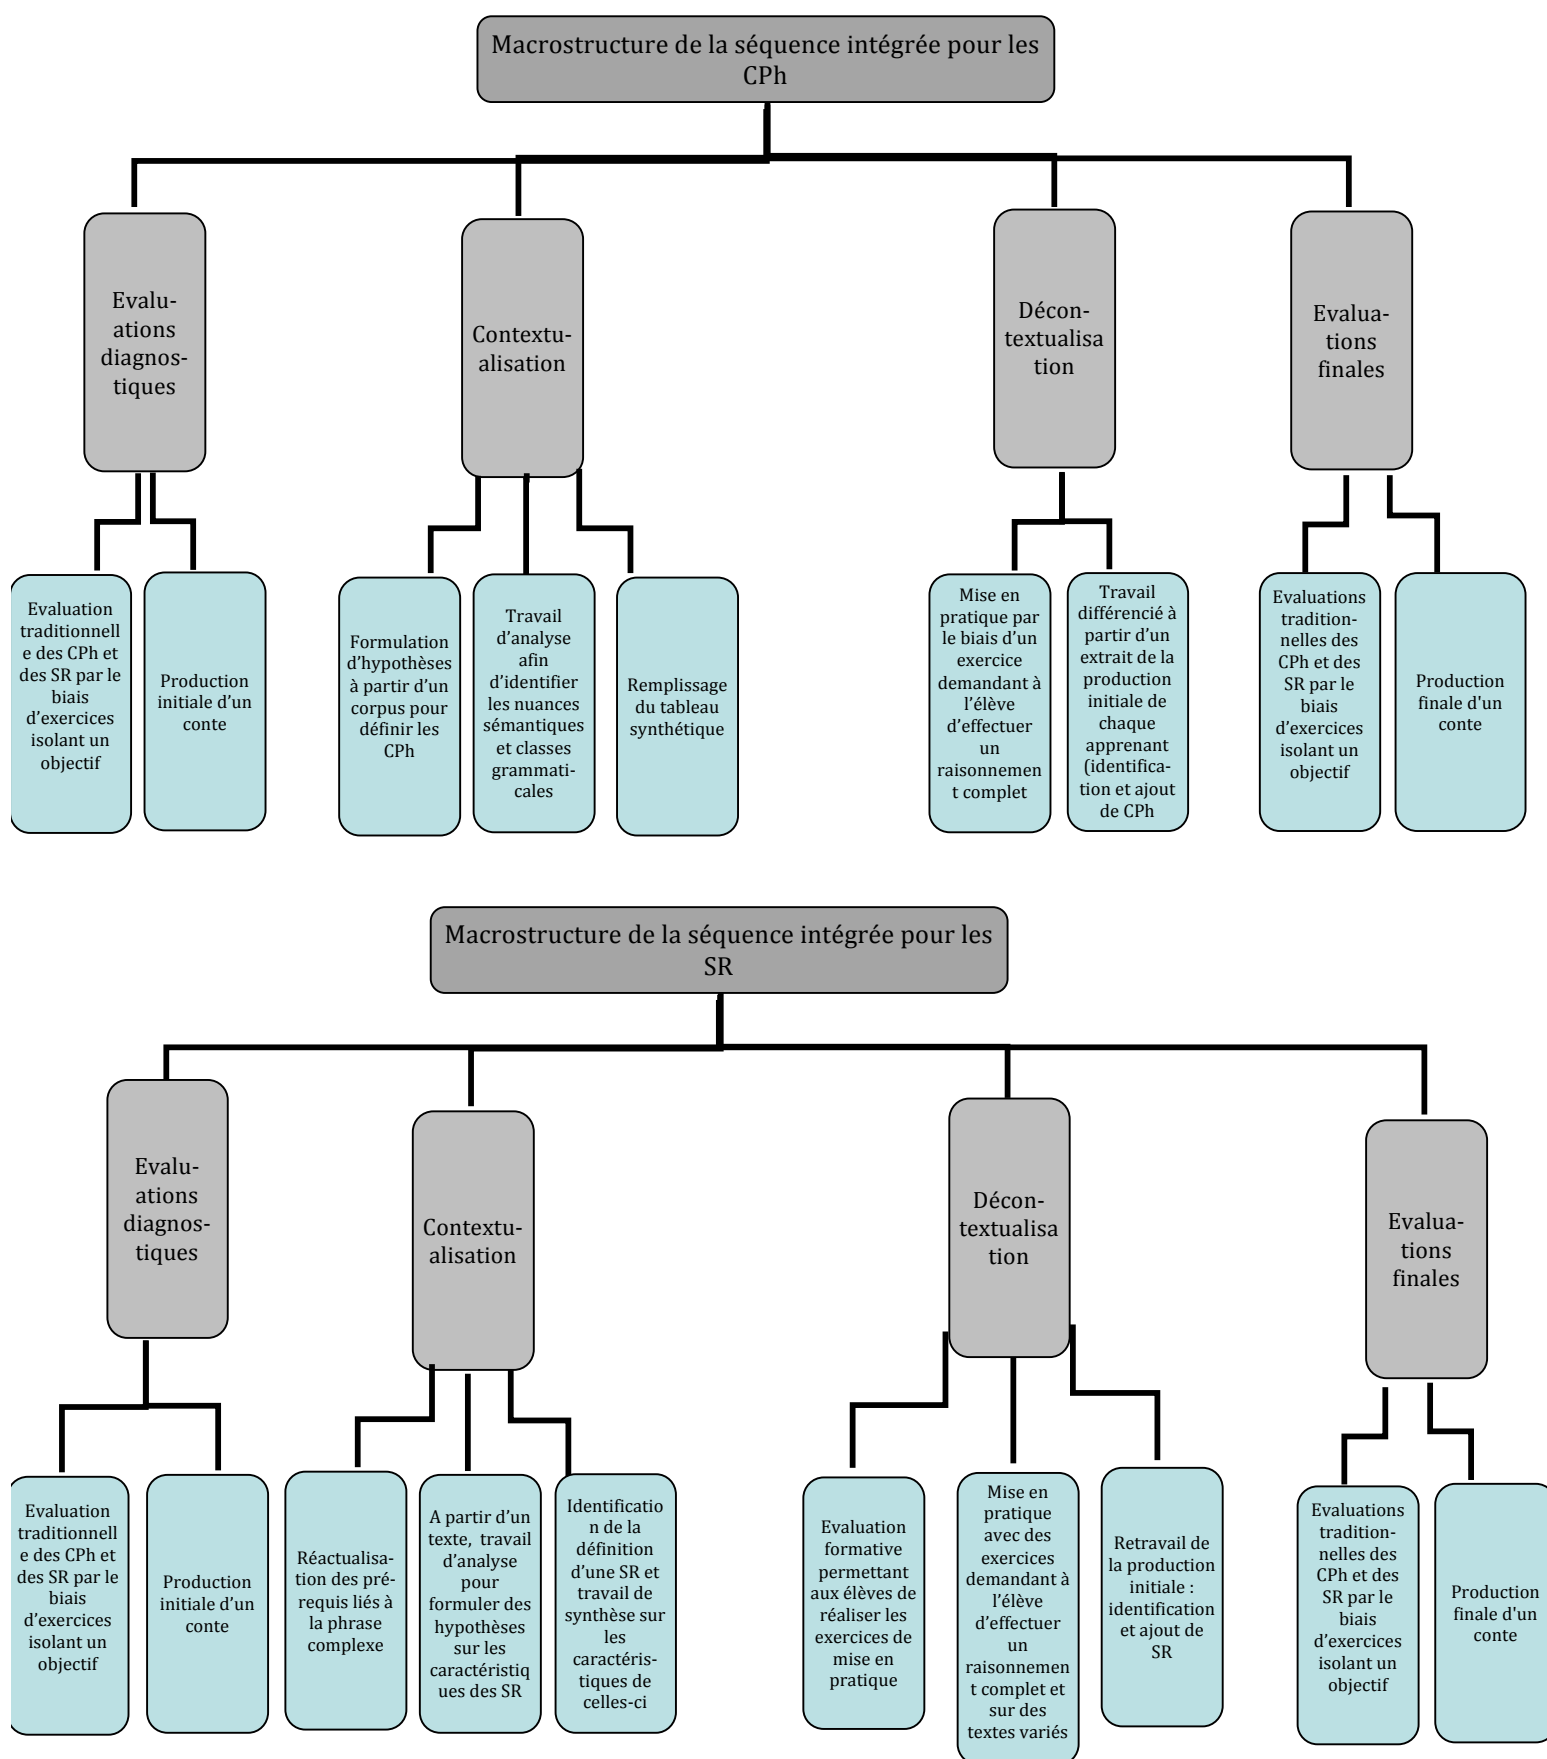 Macrostructure de la séquence intégrée pour les
CPh
Evalu-
ations
diagnos-
tiques
Contextu-
alisation
Décon-
textualisa
tion
Evalua-
tions
finales
Evaluation
traditionnell
e des CPh et
des SR par le
biais
d’exercices
isolant un
objectif
Production
initiale d’un
conte
Formulation
d’hypothèses
à partir d’un
corpus pour
définir les
CPh
Travail
d’analyse
afin
d’identifier
les nuances
sémantiques
et classes
grammati-
cales
Remplissage
du tableau
synthétique
Mise en
pratique par
le biais d’un
exercice
demandant à
l’élève
d’effectuer
un
raisonnemen
t complet
Travail
différencié à
partir d’un
extrait de la
production
initiale de
chaque
apprenant
(identifica-
tion et ajout
de CPh
Evaluations
tradition-
nelles des
CPh et des
SR par le
biais
d’exercices
isolant un
objectif
Production
finale d'un
conte
Macrostructure de la séquence intégrée pour les
SR
Evalu-
ations
diagnos-
tiques
Contextu-
alisation
Décon-
textualisa
tion
Evalua-
tions
finales
Evaluation
traditionnell
e des CPh et
des SR par le
biais
d’exercices
isolant un
objectif
Production
initiale d’un
conte
Réactualisa-
tion des pré-
requis liés à
la phrase
complexe
A partir d’un
texte, travail
d’analyse
pour
formuler des
hypothèses
sur les
caractéristiq
ues des SR
Identificatio
n de la
définition
d’une SR et
travail de
synthèse sur
les
caractéris-
tiques de
celles-ci
Evaluation
formative
permettant
aux élèves de
réaliser les
exercices de
mise en
pratique
Mise en
pratique
avec des
exercices
demandant à
l’élève
d’effectuer
un
raisonnemen
t complet et
sur des
textes variés
Retravail de
la production
initiale :
identification
et ajout de
SR
Evaluations
tradition-
nelles des
CPh et des
SR par le
biais
d’exercices
isolant un
objectif
Production
finale d'un
conte